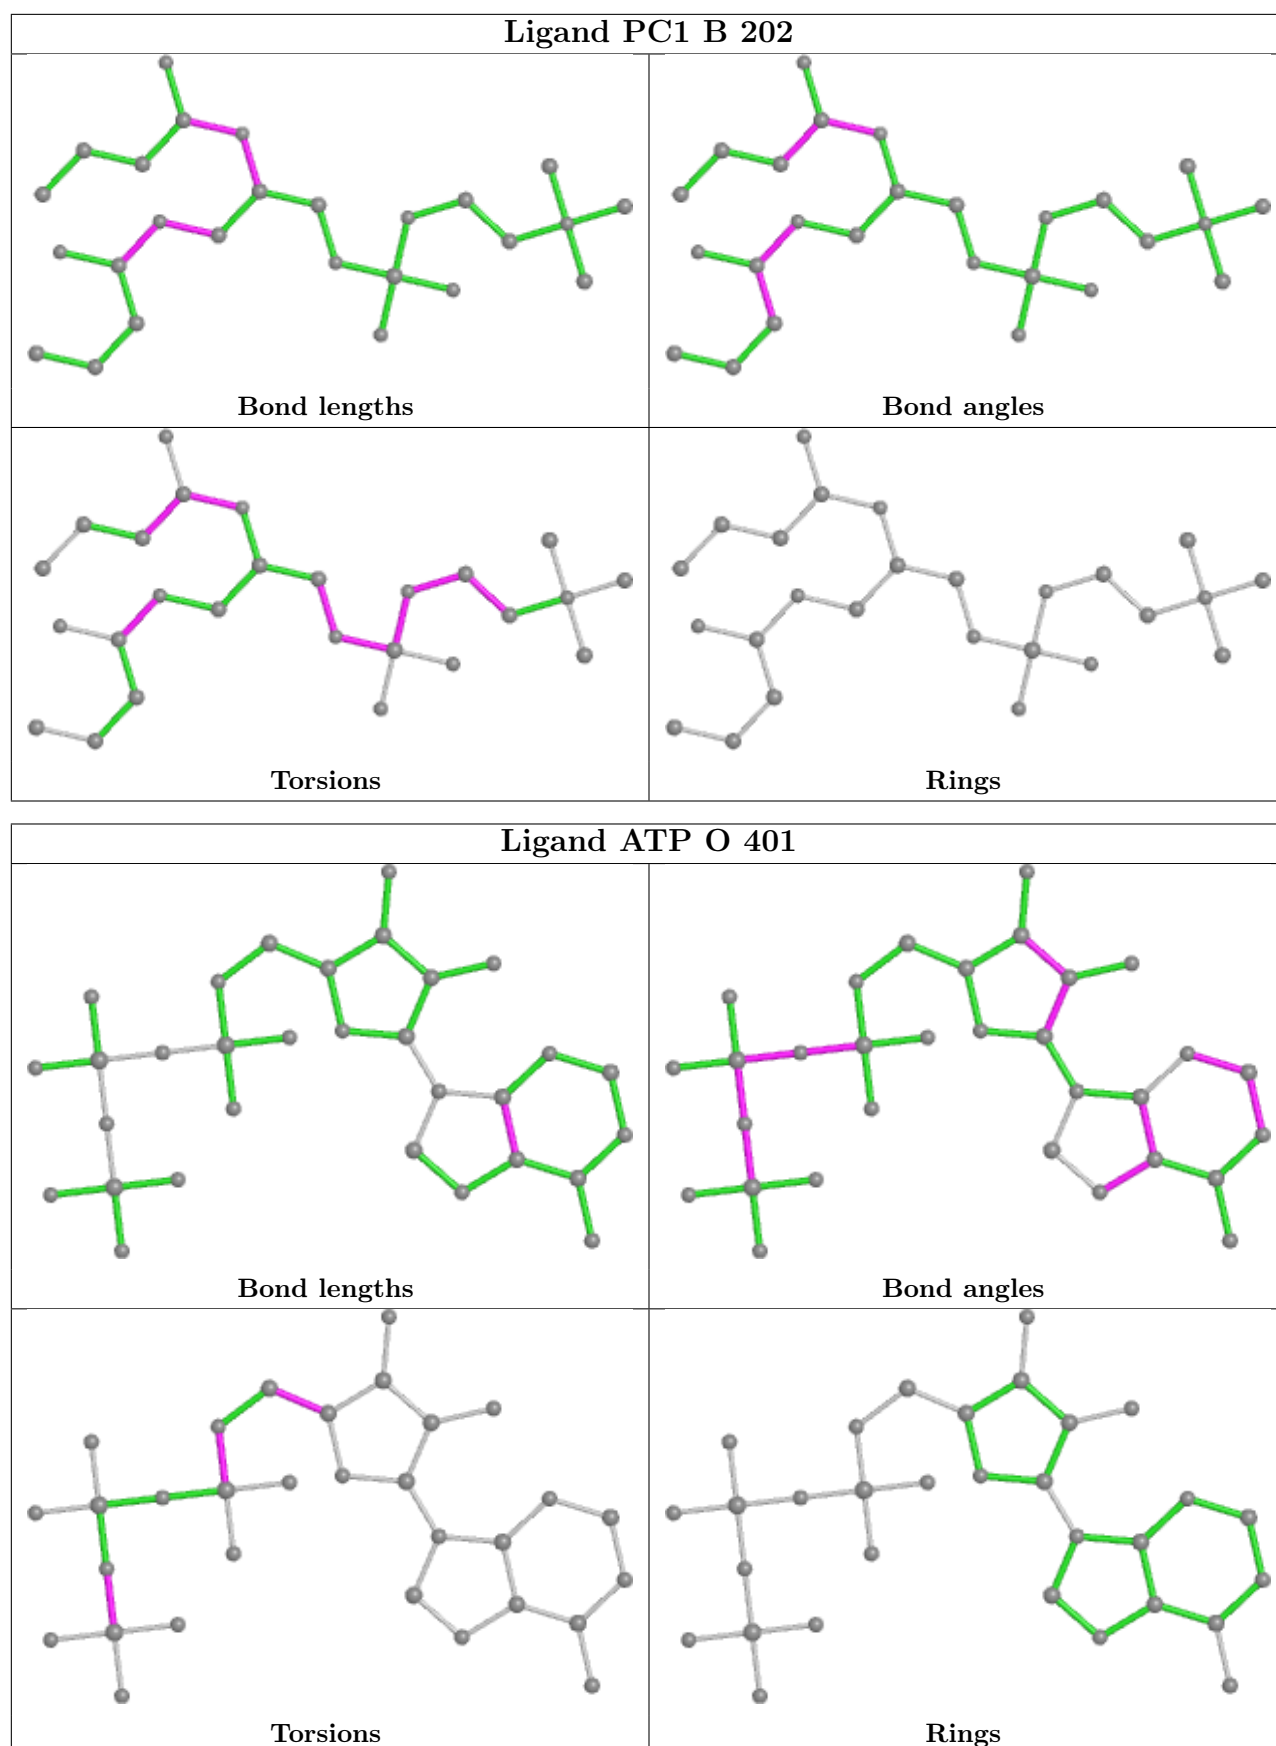 Ligand PC1 B 202
Bond lengths
Bond angles
Torsions
Rings
Ligand ATP O 401
Bond lengths
Bond angles
Torsions
Rings